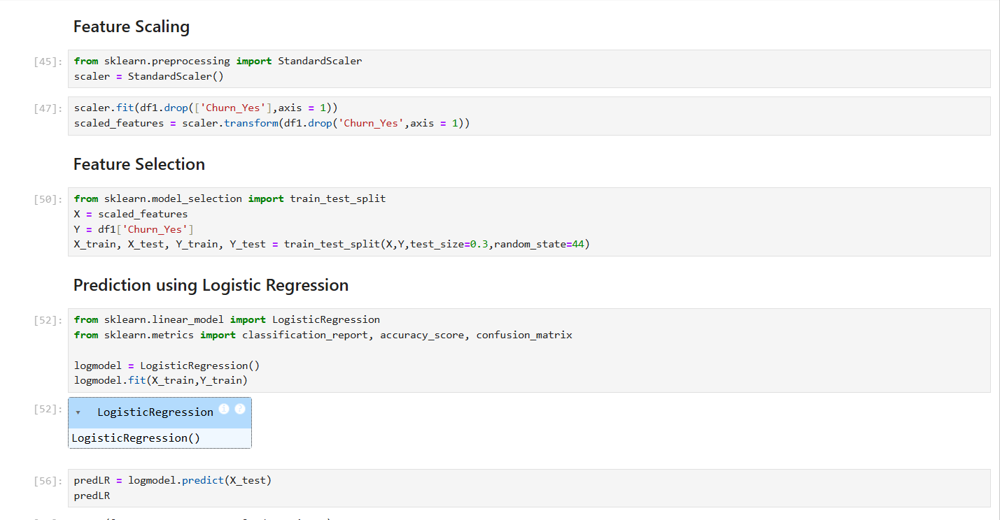 Feature Scaling
[45]:
from sklearn.preprocessing import StandardScaler
scaler = StandardScaler()
[47]:
scaler.fit(df1.drop(['Churn_Yes'],axis = 1))
scaled_features = scaler.transform(df1.drop('Churn_Yes',axis = 1))
Feature Selection
[50]:
from sklearn.model_selection import train_test_split
X = scaled_features
Y = df1['Churn_Yes']
X_train, X_test, Y_train, Y_test = train_test_split(X,Y,test_size=0.3,random_state=44)
Prediction using Logistic Regression
[52]:
from sklearn.linear_model import LogisticRegression
from sklearn.metrics import classification_report, accuracy_score, confusion_matrix
logmodel = LogisticRegression()
logmodel.fit(X_train,Y_train)
[52]:
▾ LogisticRegression i ?
LogisticRegression()
[56]:
predLR = logmodel.predict(X_test)
predLR